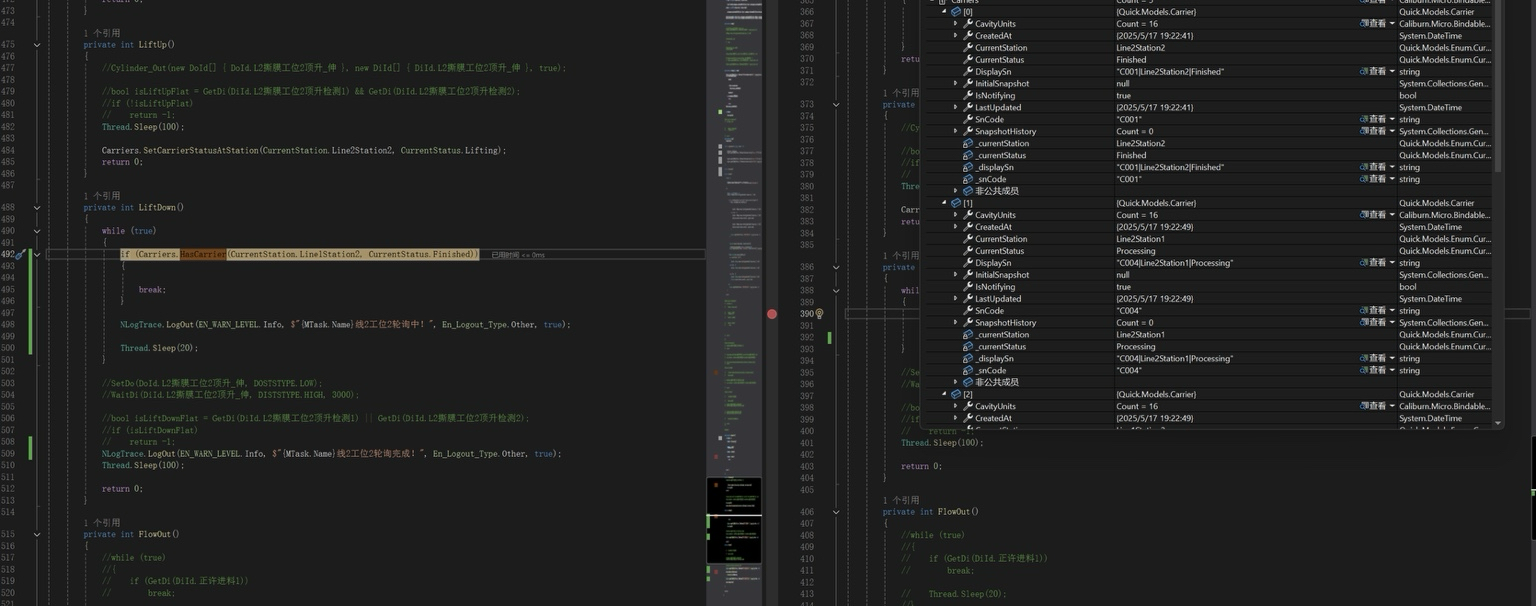 473
474
1 个引用
475 private int LiftUp()
476 {
477 //Cylinder_Out(new DoId[] { DoId.L2撕膜工位2顶升_伸 }, new DiId[] { DiId.L2撕膜工位2顶升_伸 }, true);
478
479 //bool isLiftUpFlat = GetDi(DiId.L2撕膜工位2顶升检测1) && GetDi(DiId.L2撕膜工位2顶升检测2);
480 //if (!isLiftUpFlat)
481 // return -1;
482 Thread.Sleep(100);
483
484 Carriers.SetCarrierStatusAtStation(CurrentStation.Line2Station2, CurrentStatus.Lifting);
485 return 0;
486 }
487
1 个引用
488 private int LiftDown()
489 {
490 while (true)
491 {
492 if (Carriers.HasCarrier(CurrentStation.Line1Station2, CurrentStatus.Finished)) 已用时间 <= 0ms
493 {
494
495 break;
496 }
497
498 NLogTrace.LogOut(EN_WARN_LEVEL.Info, $"{MTask.Name}线2工位2轮询中! ", En_Logout_Type.Other, true);
499
500 Thread.Sleep(20);
501 }
502
503 //SetDo(DoId.L2撕膜工位2顶升_伸, DOSTSTYPE.LOW);
504 //WaitDi(DiId.L2撕膜工位2顶升_伸, DISTSTYPE.HIGH, 3000);
505
506 //bool isLiftDownFlat = GetDi(DiId.L2撕膜工位2顶升检测1) || GetDi(DiId.L2撕膜工位2顶升检测2);
507 //if (isLiftDownFlat)
508 // return -1;
509 NLogTrace.LogOut(EN_WARN_LEVEL.Info, $"{MTask.Name}线2工位2轮询完成! ", En_Logout_Type.Other, true);
510 Thread.Sleep(100);
511
512 return 0;
513 }
514
1 个引用
515 private int FlowOut()
516 {
517 //while (true)
518 //{
519 // if (GetDi(DiId.正许进料1))
520 // break;
366
367
368
369
370 }
371 retu
372 }
1 个引用
373 private
374 {
375 //Cy
376
377 //bo
378 //if
379 //
380 Thre
381
382 Carr
383 retu
384 }
385
1 个引用
386 private
387 {
388 whil
389 {
390
391
392
393
394 }
395
396 //Se
397 //Wa
398
399 //bo
400 //if
401 // return -1;
402 Thread.Sleep(100);
403
404 return 0;
405 }
1 个引用
406 private int FlowOut()
407 {
408 //while (true)
409 //{
410 // if (GetDi(DiId.正许进料1))
411 // break;
412
413 // Thread.Sleep(20);
Carriers Count =
[0] {Quick.Models.Carrier} Quick.Models.Carrier
CavityUnits Count = 16 查看 Caliburn.Micro.Bindable...
CreatedAt {2025/5/17 19:22:41} System.DateTime
CurrentStation Line2Station2 Quick.Models.Enum.Cur...
CurrentStatus Finished Quick.Models.Enum.Cur...
DisplaySn "C001|Line2Station2|Finished" 查看 string
InitialSnapshot null System.Collections.Gen...
IsNotifying true bool
LastUpdated {2025/5/17 19:22:41} System.DateTime
SnCode "C001" 查看 string
SnapshotHistory Count = 0 查看 System.Collections.Gen...
_currentStation Line2Station2 Quick.Models.Enum.Cur...
_currentStatus Finished Quick.Models.Enum.Cur...
_displaySn "C001|Line2Station2|Finished" 查看 string
_snCode "C001" 查看 string
非公共成员
[1] {Quick.Models.Carrier} Quick.Models.Carrier
CavityUnits Count = 16 查看 Caliburn.Micro.Bindable...
CreatedAt {2025/5/17 19:22:49} System.DateTime
CurrentStation Line2Station1 Quick.Models.Enum.Cur...
CurrentStatus Processing Quick.Models.Enum.Cur...
DisplaySn "C004|Line2Station1|Processing" 查看 string
InitialSnapshot null System.Collections.Gen...
IsNotifying true bool
LastUpdated {2025/5/17 19:22:49} System.DateTime
SnCode "C004" 查看 string
SnapshotHistory Count = 0 查看 System.Collections.Gen...
_currentStation Line2Station1 Quick.Models.Enum.Cur...
_currentStatus Processing Quick.Models.Enum.Cur...
_displaySn "C004|Line2Station1|Processing" 查看 string
_snCode "C004" 查看 string
非公共成员
[2] {Quick.Models.Carrier} Quick.Models.Carrier
CavityUnits Count = 16 查看 Caliburn.Micro.Bindable...
CreatedAt {2025/5/17 19:22:49} System.DateTime